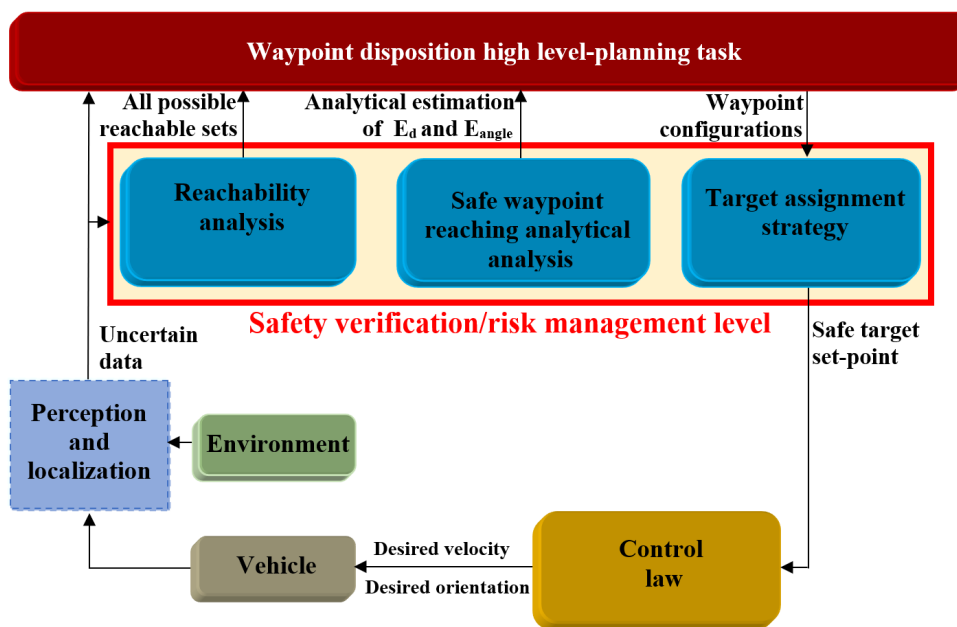 Waypoint disposition high level-planning task
All possible
reachable sets
Analytical estimation
of E_d and E_angle
Waypoint
configurations
Reachability
analysis
Safe waypoint
reaching analytical
analysis
Target assignment
strategy
Safety verification/risk management level
Uncertain
data
Safe target
set-point
Perception
and
localization
Environment
Vehicle
Desired velocity
Desired orientation
Control
law